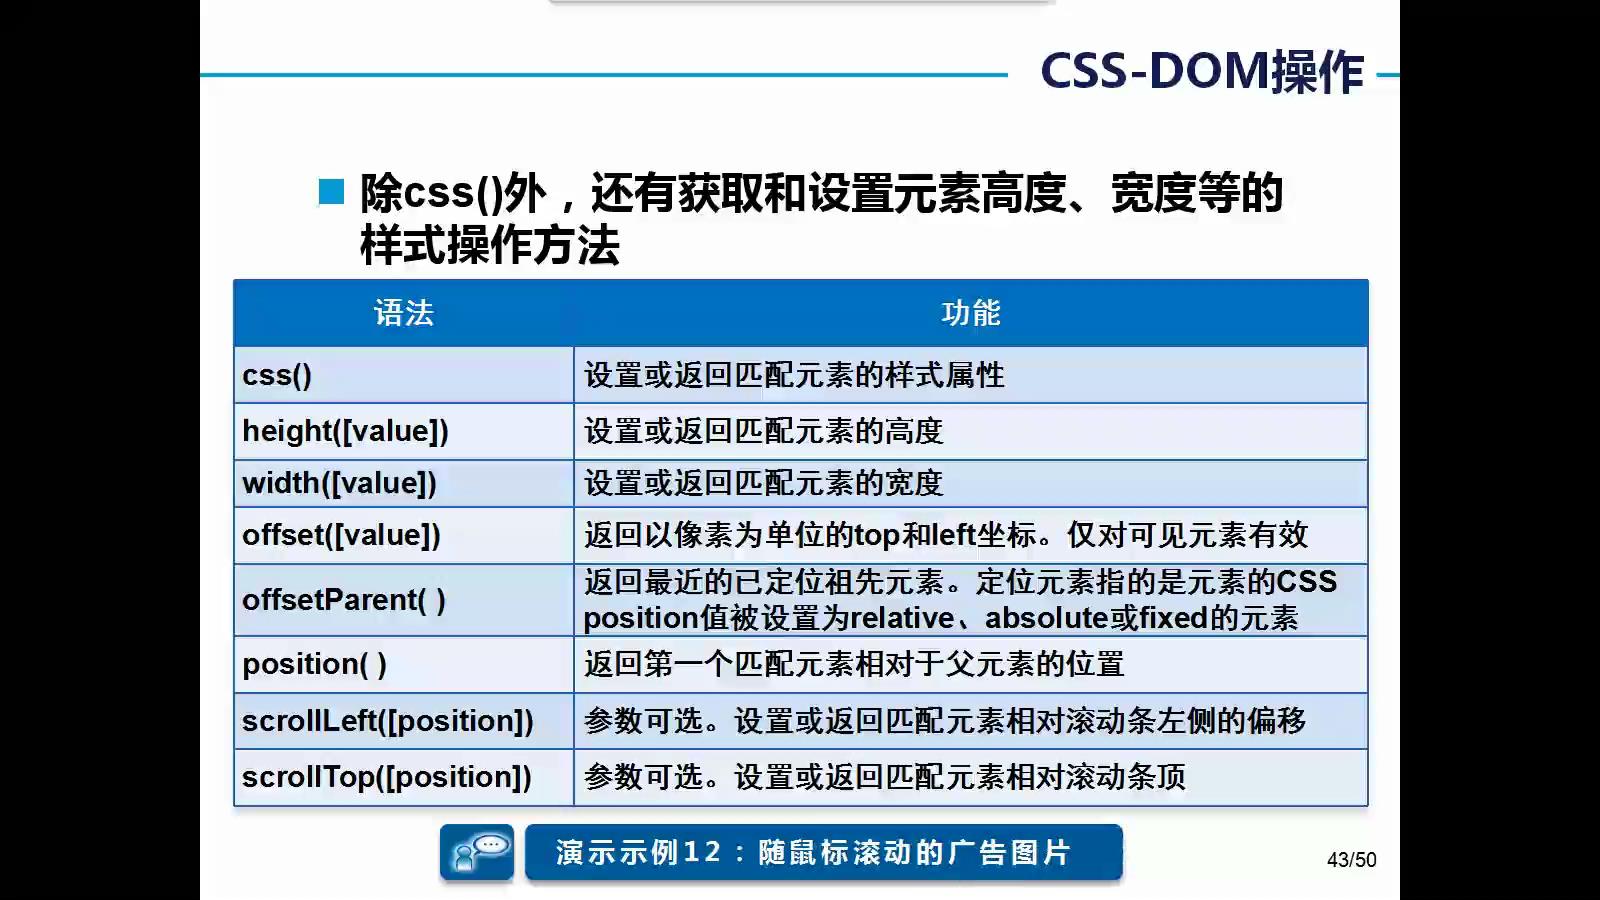 CSS-DOM操作
除css()外，还有获取和设置元素高度、宽度等的
样式操作方法
语法 功能
css() 设置或返回匹配元素的样式属性
height([value]) 设置或返回匹配元素的高度
width([value]) 设置或返回匹配元素的宽度
offset([value]) 返回以像素为单位的top和left坐标。仅对可见元素有效
offsetParent( ) 返回最近的已定位祖先元素。定位元素指的是元素的CSS
position值被设置为relative、absolute或fixed的元素
position( ) 返回第一个匹配元素相对于父元素的位置
scrollLeft([position]) 参数可选。设置或返回匹配元素相对滚动条左侧的偏移
scrollTop([position]) 参数可选。设置或返回匹配元素相对滚动条顶
演示示例12：随鼠标滚动的广告图片
43/50